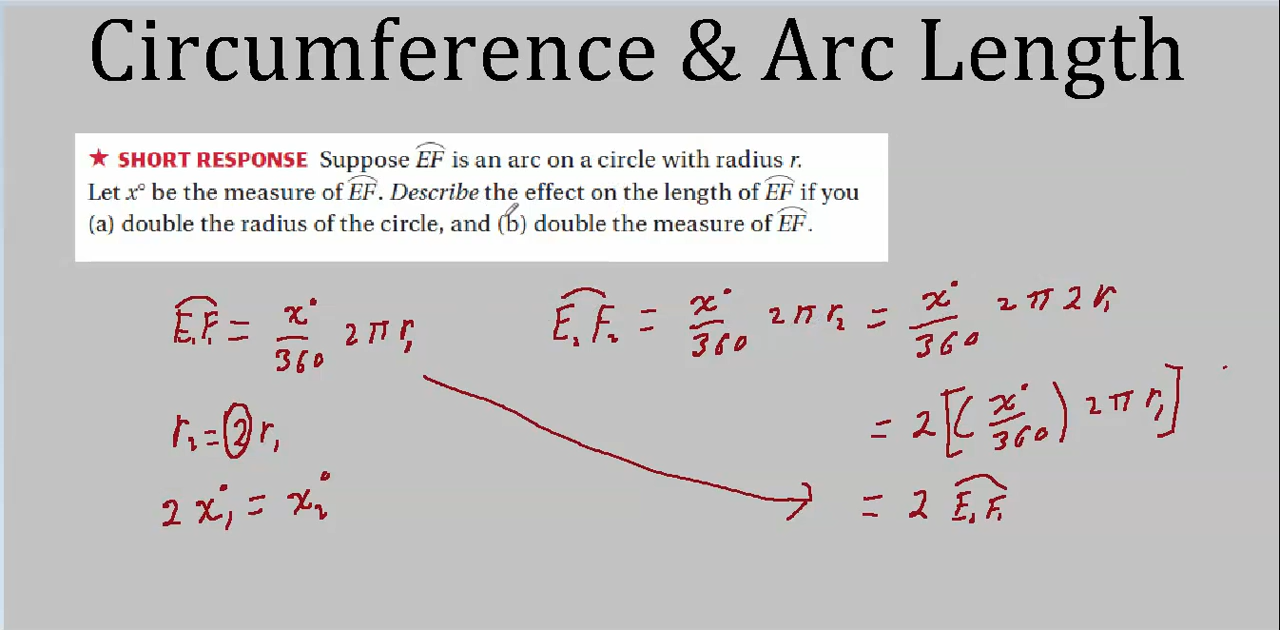 Circumference & Arc Length
★ SHORT RESPONSE Suppose EF⌢ is an arc on a circle with radius r.
Let x° be the measure of EF⌢. Describe the effect on the length of EF⌢ if you
(a) double the radius of the circle, and (b) double the measure of EF⌢.
E₁F₁⌢ = x°/360 2πr₁
E₂F₂⌢ = x°/360 2πr₂ = x°/360 2π2r₁
= 2[(x°/360) 2πr₁]
r₂ = 2r₁
2x₁° = x₂°
= 2 E₁F₁⌢